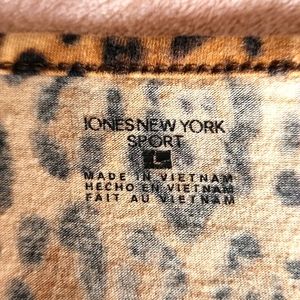 JONES NEW YORK
SPORT
L
MADE IN VIETNAM
HECHO EN VIETNAM
FAIT AU VIETNAM